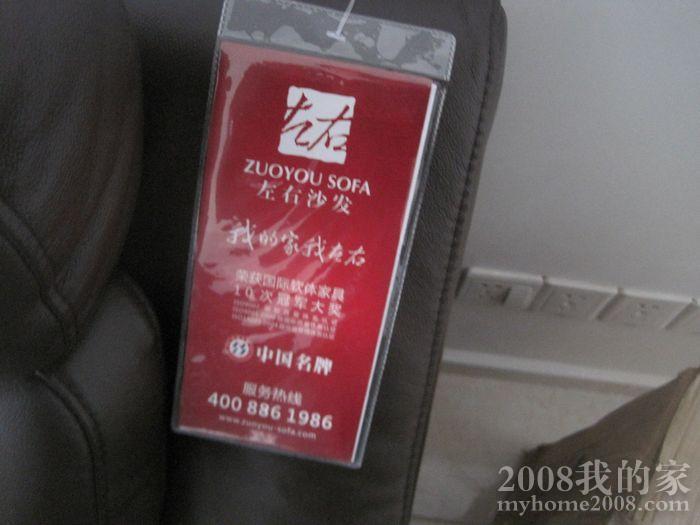 左右
ZUOYOU SOFA
左右沙发
我的家我左右
荣获国际软体家具
10次冠军大奖
中国名牌
服务热线
400 886 1986
www.zuoyou-sofa.com
2008我的家
myhome2008.com